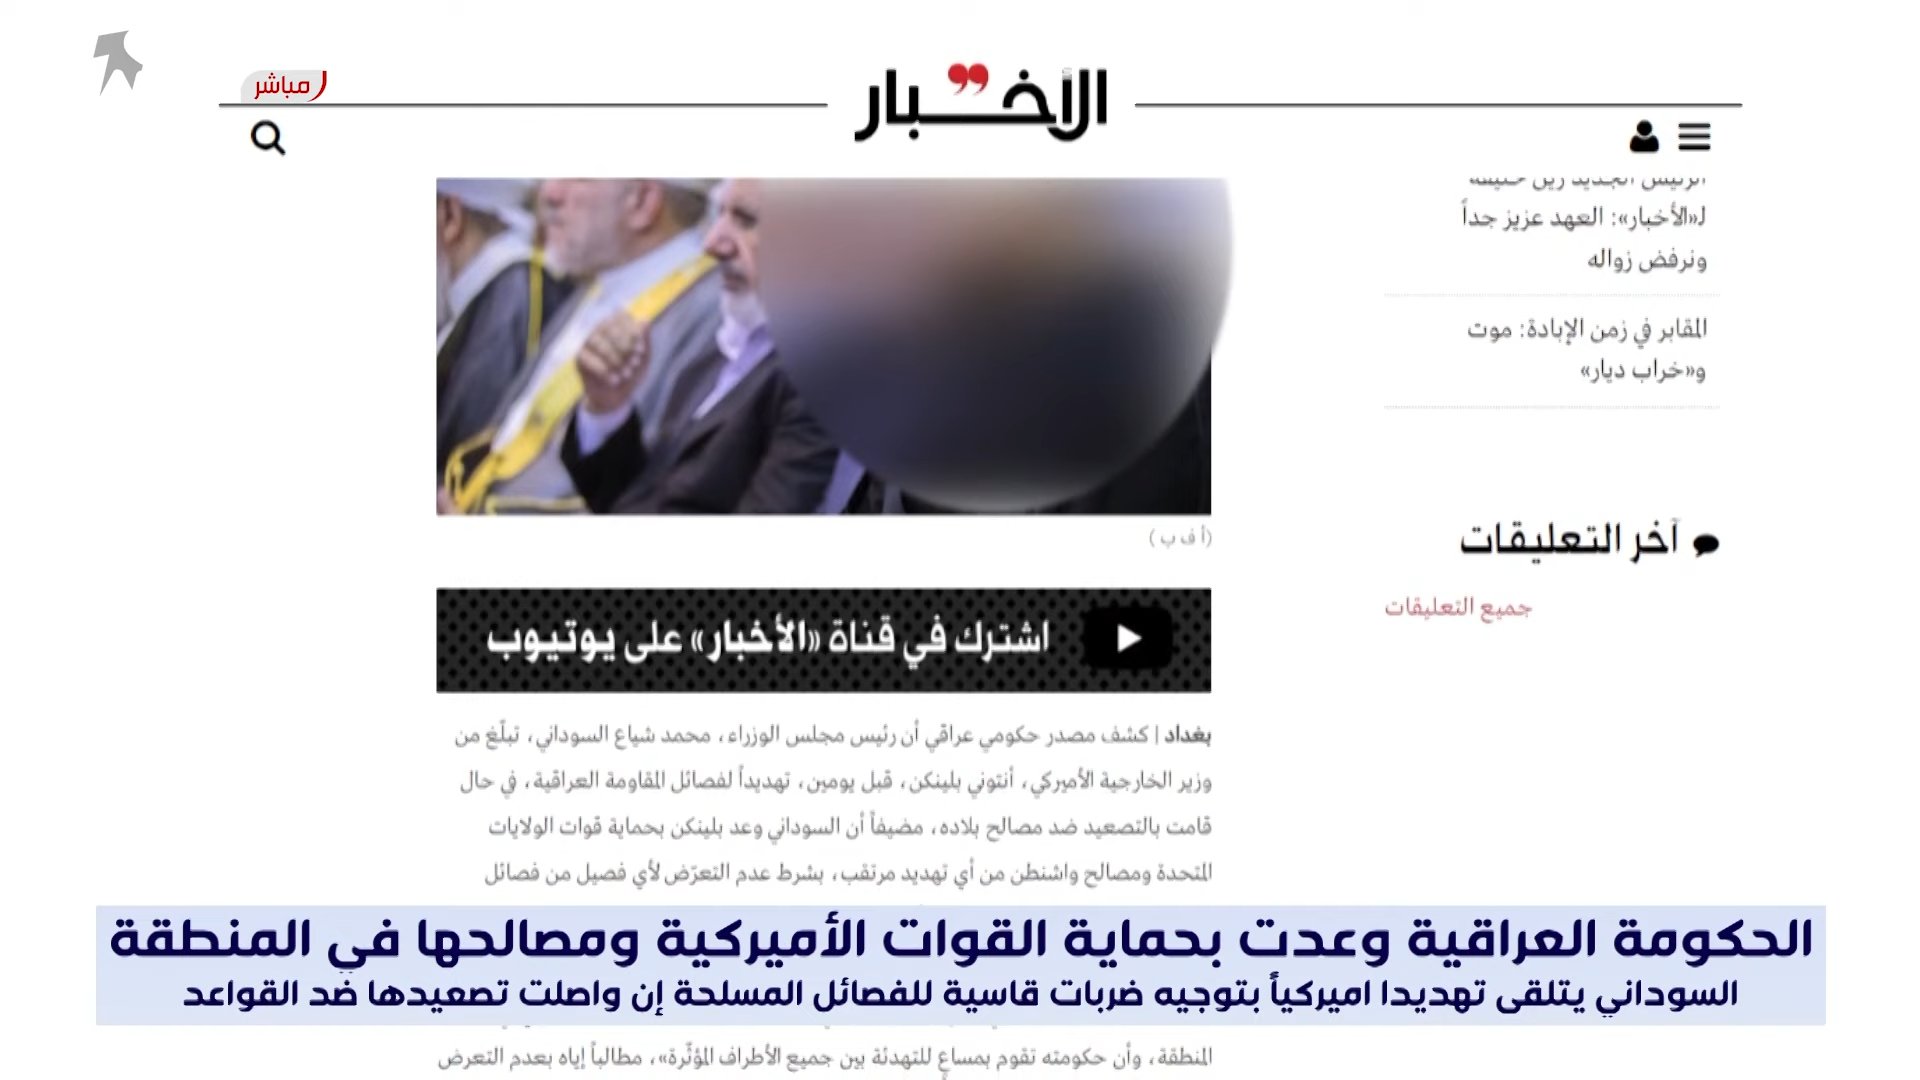 مباشر
الأخبار
الرئيس الجديد
لـ«الأخبار»: العهد عزيز جداً
ونرفض زواله
المقابر في زمن الإبادة: موت
و«خراب ديار»
(أ ف ب)
آخر التعليقات
جميع التعليقات
اشترك في قناة «الأخبار» على يوتيوب
بغداد | كشف مصدر حكومي عراقي أن رئيس مجلس الوزراء، محمد شياع السوداني، تبلّغ من
وزير الخارجية الأميركي، أنتوني بلينكن، قبل يومين، تهديداً لفصائل المقاومة العراقية، في حال
قامت بالتصعيد ضد مصالح بلاده، مضيفاً أن السوداني وعد بلينكن بحماية قوات الولايات
المتحدة ومصالح واشنطن من أي تهديد مرتقب، بشرط عدم التعرّض لأي فصيل من فصائل
الحكومة العراقية وعدت بحماية القوات الأميركية ومصالحها في المنطقة
السوداني يتلقى تهديدا اميركياً بتوجيه ضربات قاسية للفصائل المسلحة إن واصلت تصعيدها ضد القواعد
المنطقة، وأن حكومته تقوم بمساعٍ للتهدئة بين جميع الأطراف المؤثّرة»، مطالباً إياه بعدم التعرض